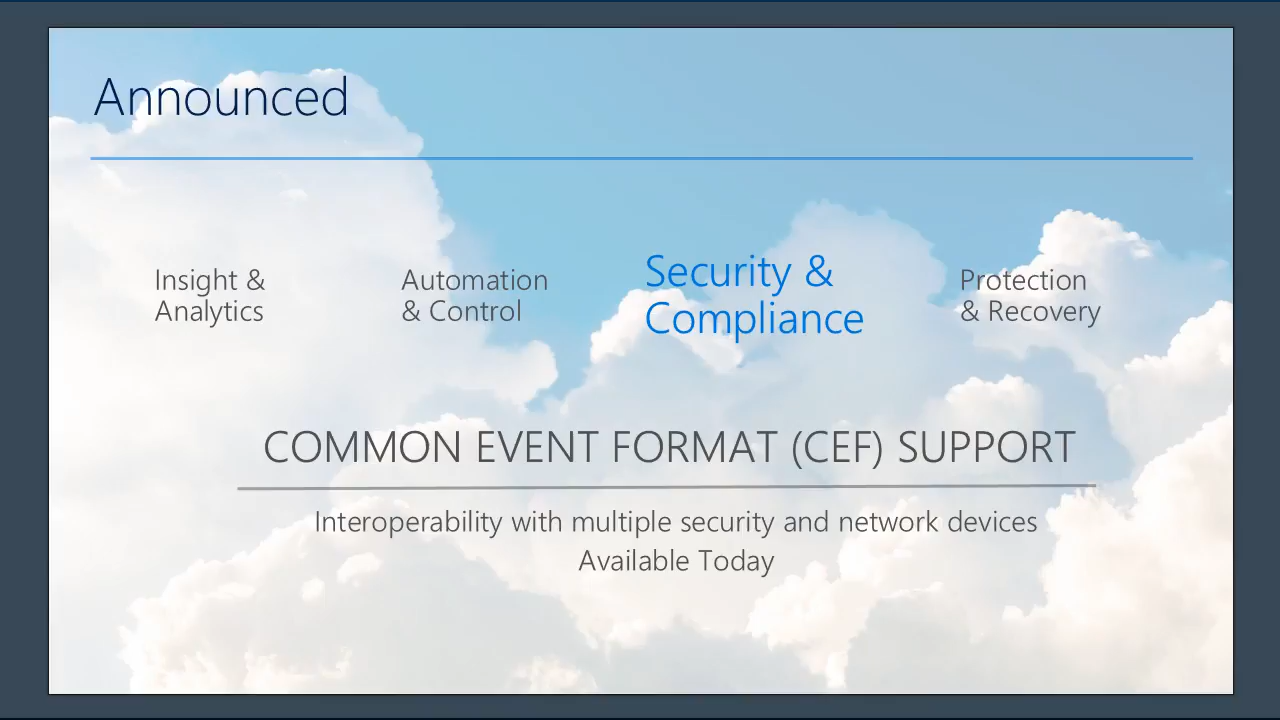 Announced
Insight &
Analytics
Automation
& Control
Security &
Compliance
Protection
& Recovery
COMMON EVENT FORMAT (CEF) SUPPORT
Interoperability with multiple security and network devices
Available Today